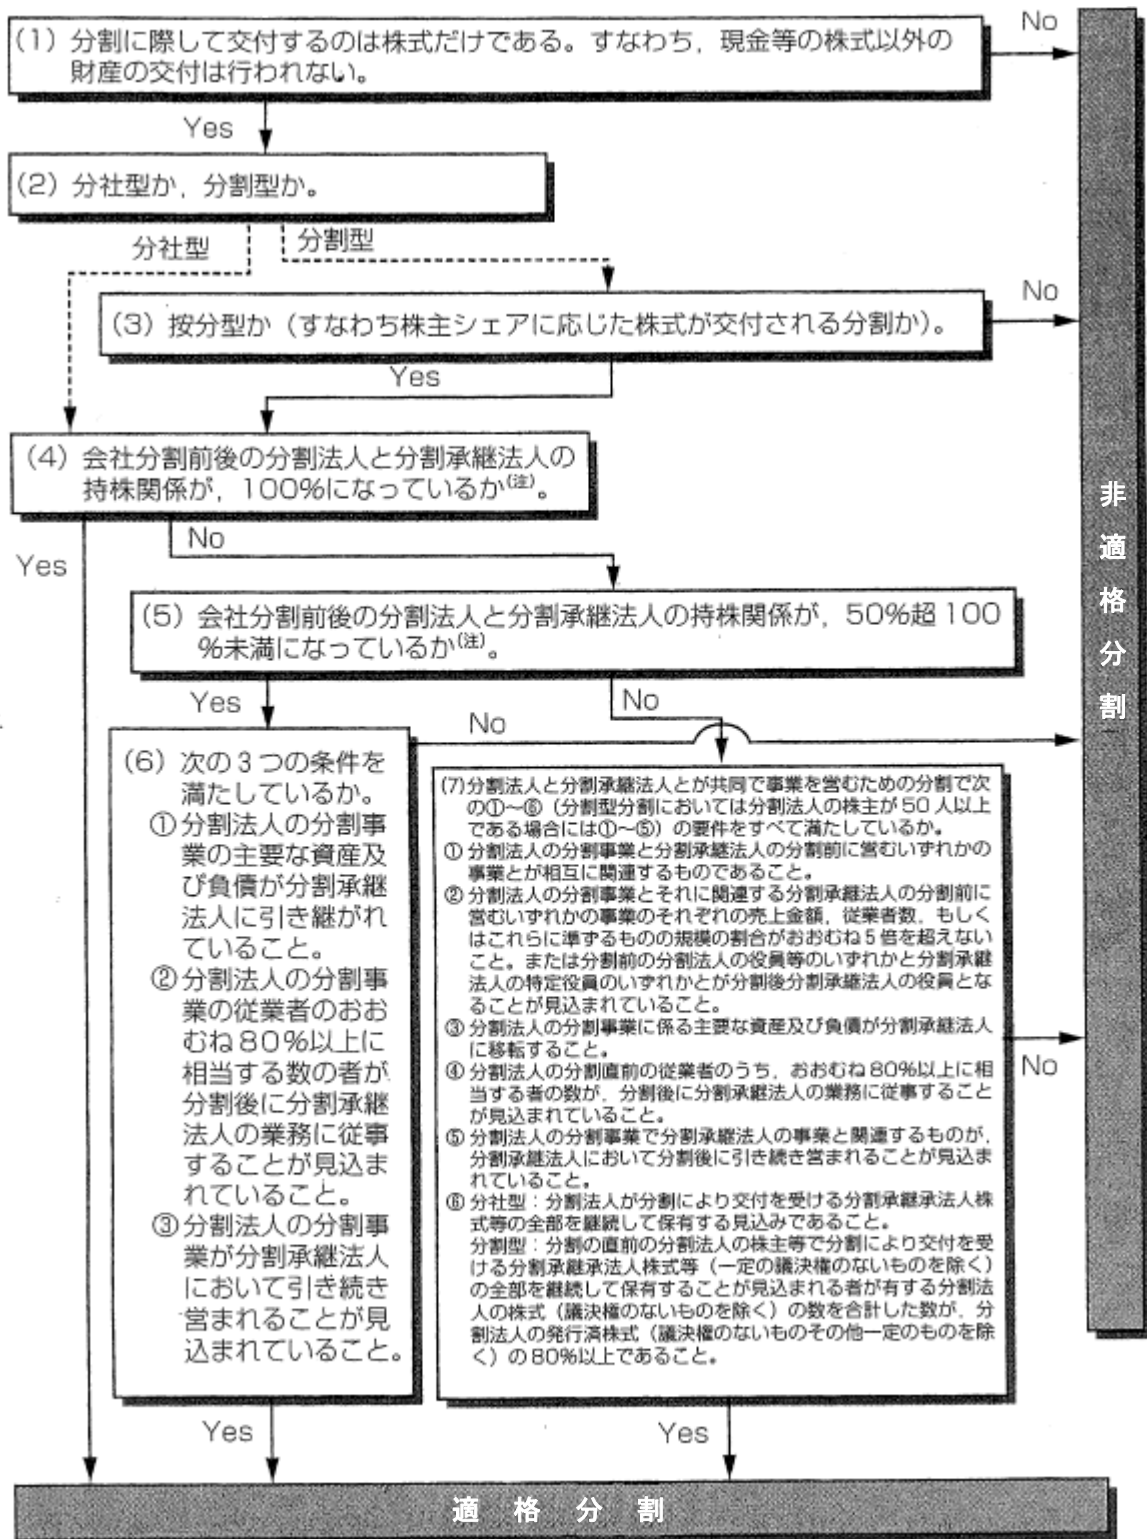 No
(1) 分割に際して交付するのは株式だけである。すなわち，現金等の株式以外の
財産の交付は行われない。
Yes
(2) 分社型か，分割型か。
分社型
分割型
No
(3) 按分型か（すなわち株主シェアに応じた株式が交付される分割か）。
Yes
(4) 会社分割前後の分割法人と分割承継法人の
持株関係が，100％になっているか(注)。
No
Yes
(5) 会社分割前後の分割法人と分割承継法人の持株関係が，50％超100
％未満になっているか(注)。
Yes
No
No
(6) 次の3つの条件を
満たしているか。
①分割法人の分割事
業の主要な資産及
び負債が分割承継
法人に引き継がれ
ていること。
②分割法人の分割事
業の従業者のおお
むね80％以上に
相当する数の者が
分割後に分割承継
法人の業務に従事
することが見込ま
れていること。
③分割法人の分割事
業が分割承継法人
において引き続き
営まれることが見
込まれていること。
(7)分割法人と分割承継法人とが共同で事業を営むための分割で次
の①～⑥（分割型分割においては分割法人の株主が50人以上
である場合には①～⑤）の要件をすべて満たしているか。
① 分割法人の分割事業と分割承継法人の分割前に営むいずれかの
事業とが相互に関連するものであること。
② 分割法人の分割事業とそれに関連する分割承継法人の分割前に
営むいずれかの事業のそれぞれの売上金額，従業者数，もしく
はこれらに準ずるものの規模の割合がおおむね5倍を超えない
こと。または分割前の分割法人の役員等のいずれかと分割承継
法人の特定役員のいずれかとが分割後分割承継法人の役員とな
ることが見込まれていること。
③ 分割法人の分割事業に係る主要な資産及び負債が分割承継法人
に移転すること。
④ 分割法人の分割直前の従業者のうち，おおむね80％以上に相
当する者の数が，分割後に分割承継法人の業務に従事すること
が見込まれていること。
⑤ 分割法人の分割事業で分割承継法人の事業と関連するものが，
分割承継法人において分割後に引き続き営まれることが見込ま
れていること。
⑥ 分社型：分割法人が分割により交付を受ける分割承継承法人株
式等の全部を継続して保有する見込みであること。
分割型：分割の直前の分割法人の株主等で分割により交付を受
ける分割承継承法人株式等（一定の議決権のないものを除く）
の全部を継続して保有することが見込まれる者が有する分割法
人の株式（議決権のないものを除く）の数を合計した数が，分
割法人の発行済株式（議決権のないものその他一定のものを除
く）の80％以上であること。
No
Yes
Yes
非適格分割
適格分割